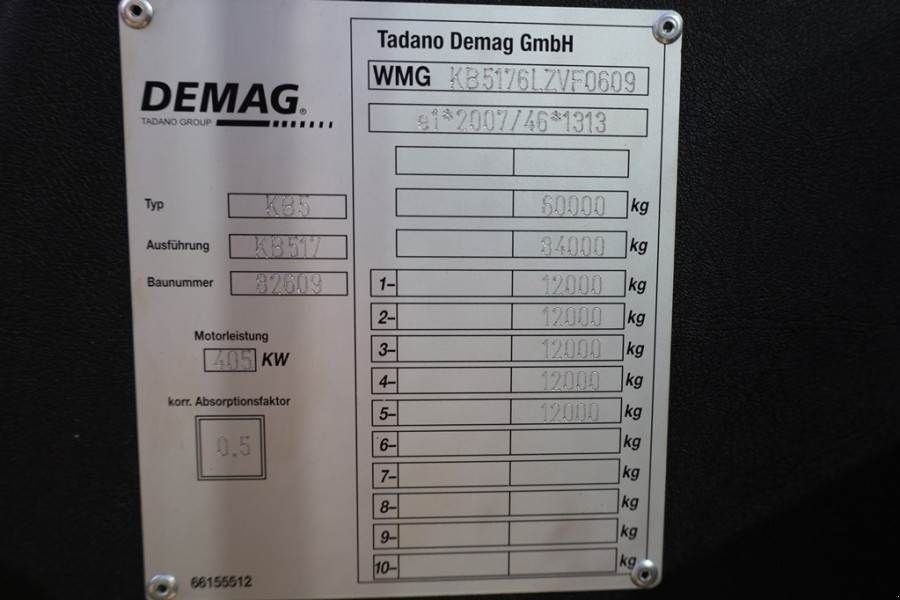 DEMAG®
TADANO GROUP
Typ KB5
Ausführung KB517
Baunummer 82609
Motorleistung
405 KW
korr. Absorptionsfaktor
0.5
66155512
Tadano Demag GmbH
WMG KB5176LZVF0609
e1*2007/46*1313
60000 kg
84000 kg
1- 12000 kg
2- 12000 kg
3- 12000 kg
4- 12000 kg
5- 12000 kg
6- kg
7- kg
8- kg
9- kg
10- kg